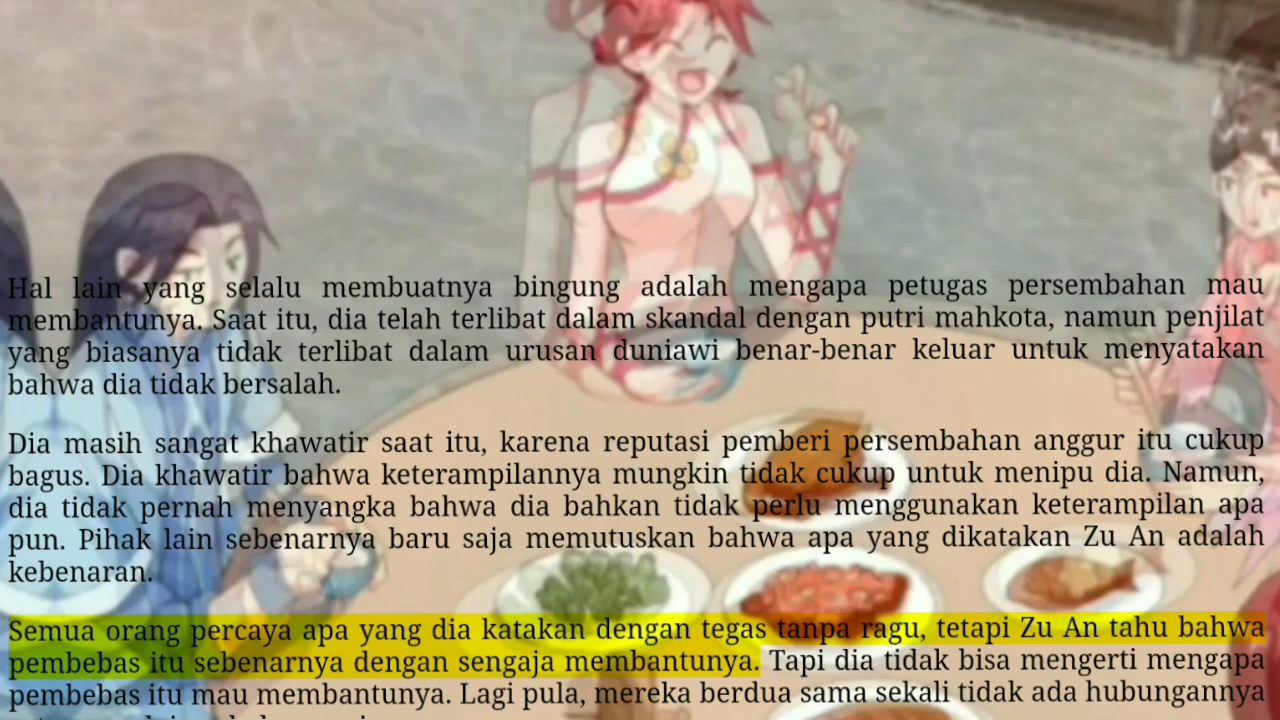 Hal lain yang selalu membuatnya bingung adalah mengapa petugas persembahan mau
membantunya. Saat itu, dia telah terlibat dalam skandal dengan putri mahkota, namun penjilat
yang biasanya tidak terlibat dalam urusan duniawi benar-benar keluar untuk menyatakan
bahwa dia tidak bersalah.
Dia masih sangat khawatir saat itu, karena reputasi pemberi persembahan anggur itu cukup
bagus. Dia khawatir bahwa keterampilannya mungkin tidak cukup untuk menipu dia. Namun,
dia tidak pernah menyangka bahwa dia bahkan tidak perlu menggunakan keterampilan apa
pun. Pihak lain sebenarnya baru saja memutuskan bahwa apa yang dikatakan Zu An adalah
kebenaran.
Semua orang percaya apa yang dia katakan dengan tegas tanpa ragu, tetapi Zu An tahu bahwa
pembebas itu sebenarnya dengan sengaja membantunya. Tapi dia tidak bisa mengerti mengapa
pembebas itu mau membantunya. Lagi pula, mereka berdua sama sekali tidak ada hubungannya